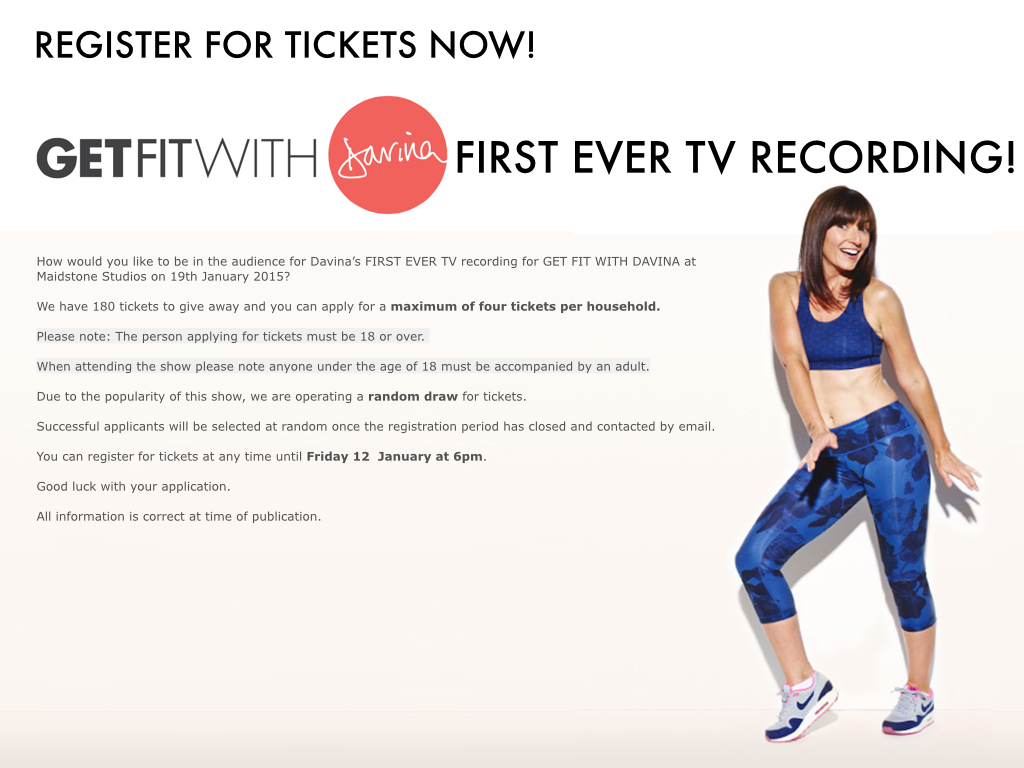 REGISTER FOR TICKETS NOW!
GETFITWITH Davina FIRST EVER TV RECORDING!
How would you like to be in the audience for Davina’s FIRST EVER TV recording for GET FIT WITH DAVINA at
Maidstone Studios on 19th January 2015?
We have 180 tickets to give away and you can apply for a maximum of four tickets per household.
Please note: The person applying for tickets must be 18 or over.
When attending the show please note anyone under the age of 18 must be accompanied by an adult.
Due to the popularity of this show, we are operating a random draw for tickets.
Successful applicants will be selected at random once the registration period has closed and contacted by email.
You can register for tickets at any time until Friday 12  January at 6pm.
Good luck with your application.
All information is correct at time of publication.